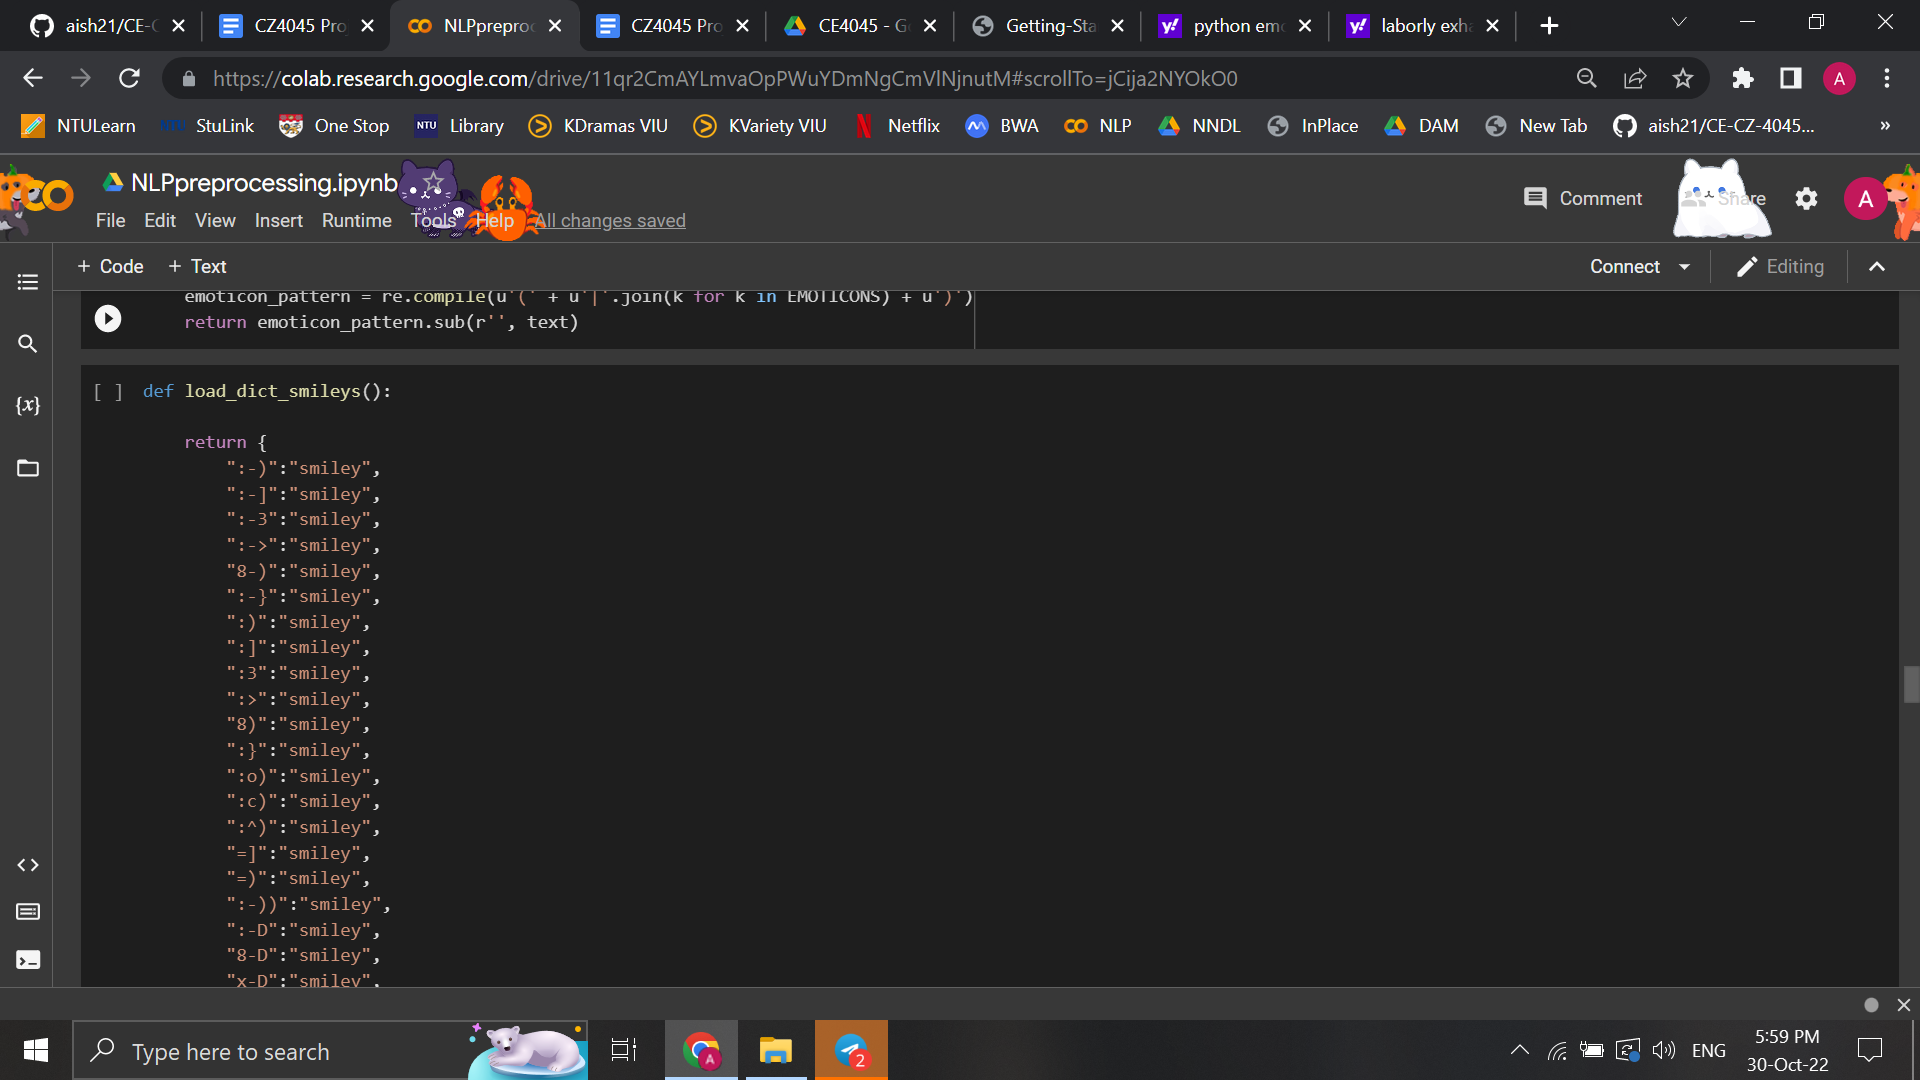 aish21/CE-C
CZ4045 Pro
NLPpreproc
CZ4045 Pro
CE4045 - G
Getting-Sta
python em
laborly exha
https://colab.research.google.com/drive/11qr2CmAYLmvaOpPWuYDmNgCmVlNjnutM#scrollTo=jCija2NYOkO0
A
NTULearn
StuLink
One Stop
NTU
Library
KDramas VIU
KVariety VIU
Netflix
BWA
NLP
NNDL
InPlace
DAM
New Tab
aish21/CE-CZ-4045...
»
NLPpreprocessing.ipynb
File Edit View Insert Runtime Tools Help All changes saved
Comment
Share
A
+ Code + Text
Connect
Editing
emoticon_pattern = re.compile(u'(' + u'|'.join(k for k in EMOTICONS) + u')')
return emoticon_pattern.sub(r'', text)
[ ] def load_dict_smileys():
return {
":-)":"smiley",
":-]":"smiley",
":-3":"smiley",
":->":"smiley",
"8-)":"smiley",
":-}":"smiley",
":)":"smiley",
":]":"smiley",
":3":"smiley",
":>":"smiley",
"8)":"smiley",
":}":"smiley",
":o)":"smiley",
":c)":"smiley",
":^)":"smiley",
"=]":"smiley",
"=)":"smiley",
":-))":"smiley",
":-D":"smiley",
"8-D":"smiley",
"x-D":"smiley",
{x}
Type here to search
A
2
ENG
5:59 PM
30-Oct-22